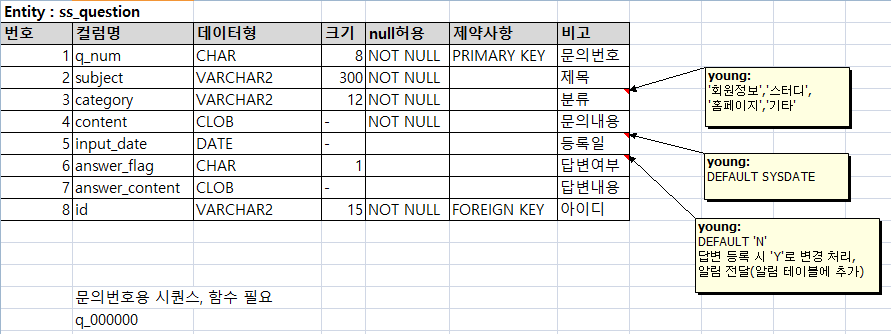 Entity : ss_question
번호 컬럼명 데이터형 크기 null허용 제약사항 비고
1 q_num CHAR 8 NOT NULL PRIMARY KEY 문의번호
2 subject VARCHAR2 300 NOT NULL 제목
3 category VARCHAR2 12 NOT NULL 분류
4 content CLOB - NOT NULL 문의내용
5 input_date DATE - 등록일
6 answer_flag CHAR 1 답변여부
7 answer_content CLOB - 답변내용
8 id VARCHAR2 15 NOT NULL FOREIGN KEY 아이디
young:
'회원정보','스터디',
'홈페이지','기타'
young:
DEFAULT SYSDATE
young:
DEFAULT 'N'
답변 등록 시 'Y'로 변경 처리,
알림 전달(알림 테이블에 추가)
문의번호용 시퀀스, 함수 필요
q_000000